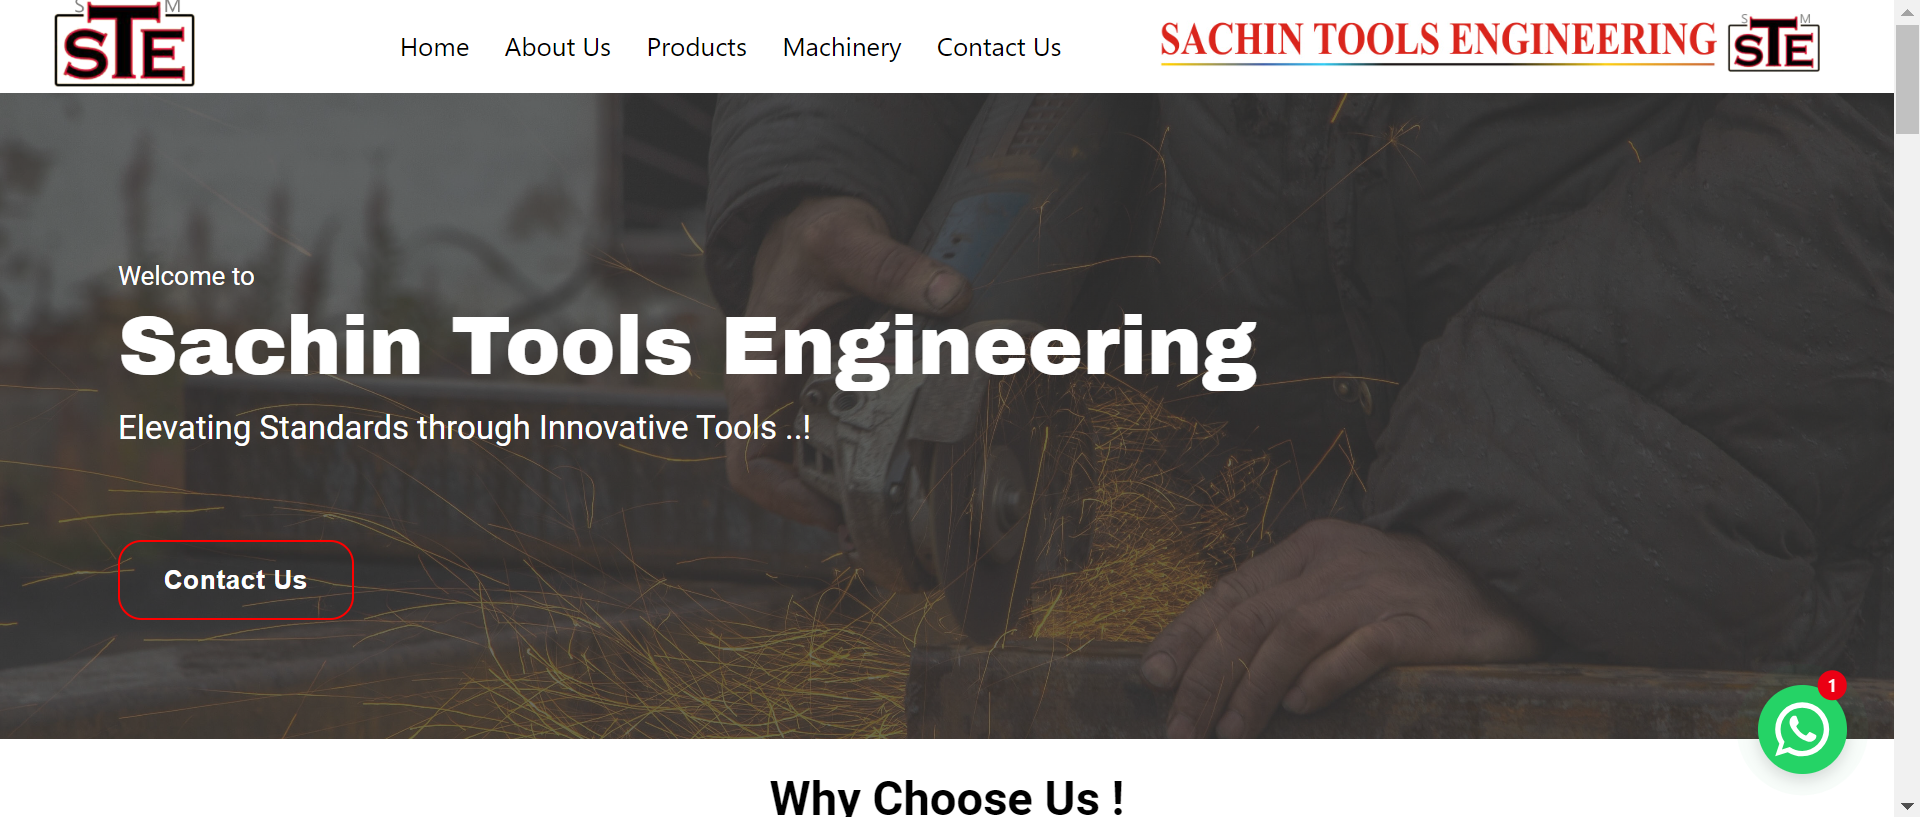 S M
STE
Home About Us Products Machinery Contact Us
SACHIN TOOLS ENGINEERING
S M
STE
Welcome to
Sachin Tools Engineering
Elevating Standards through Innovative Tools ..!
Contact Us
1
Why Choose Us !